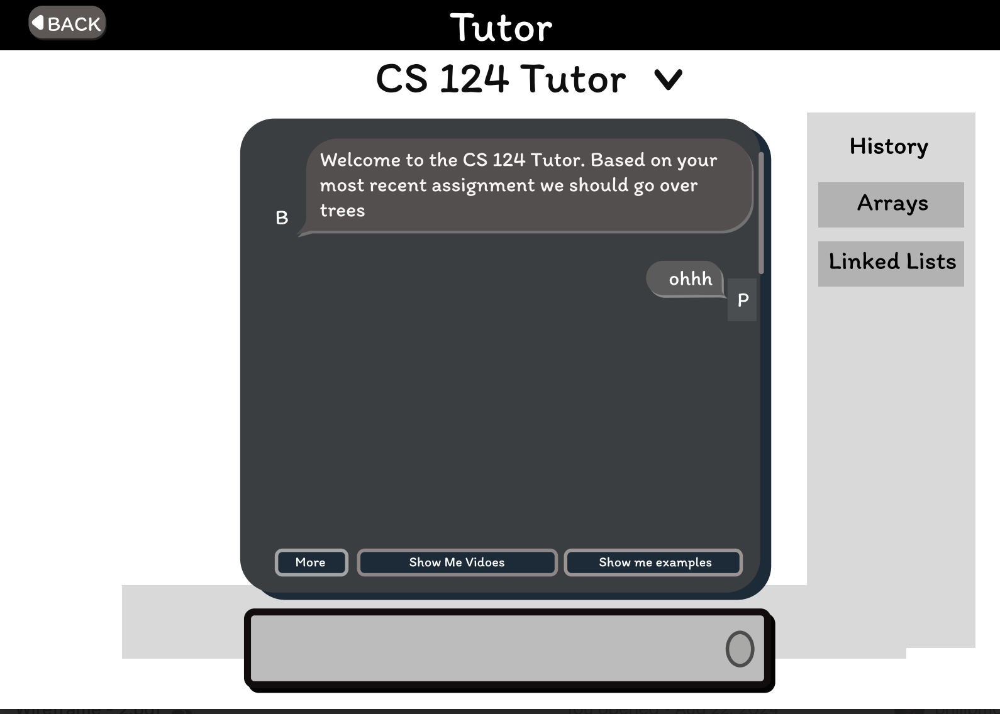 BACK
Tutor
CS 124 Tutor
Welcome to the CS 124 Tutor. Based on your
most recent assignment we should go over
trees
B
ohhh
P
More
Show Me Vidoes
Show me examples
History
Arrays
Linked Lists